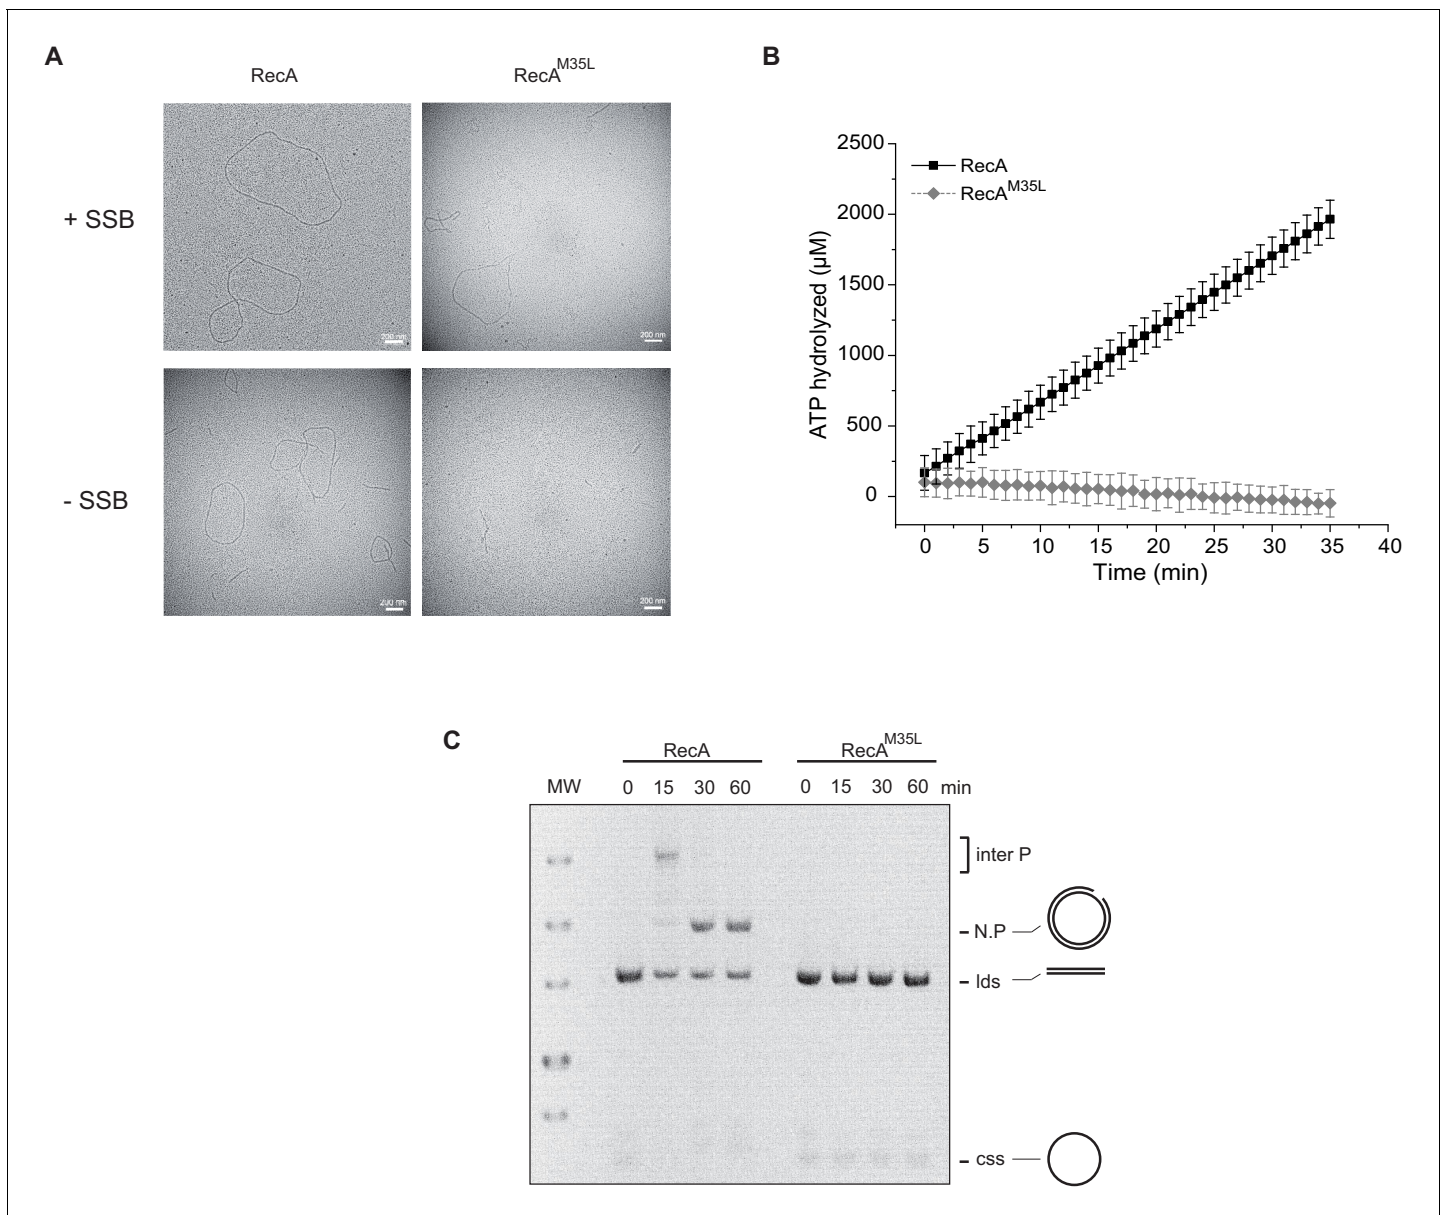 A
RecA
RecA^M35L
+ SSB
200 nm
200 nm
- SSB
200 nm
200 nm
B
2500
2000
1500
1000
500
0
ATP hydrolyzed (µM)
RecA
RecA^M35L
0 5 10 15 20 25 30 35 40
Time (min)
C
RecA
RecA^M35L
MW 0 15 30 60 0 15 30 60 min
inter P
N.P
lds
css